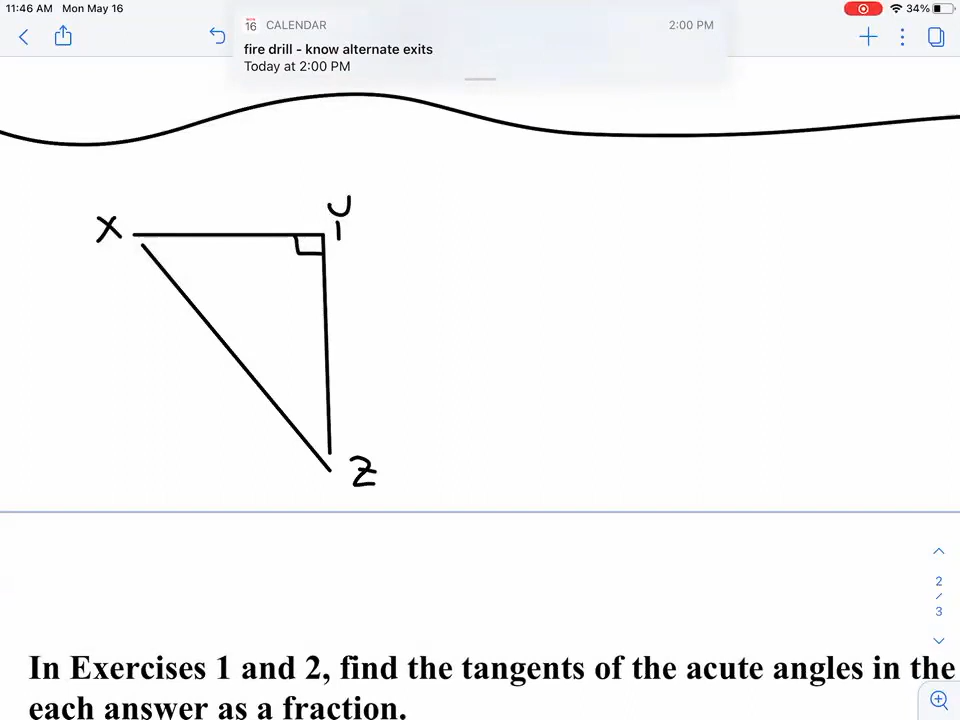 11:46 AM Mon May 16
34%
16 CALENDAR 2:00 PM
fire drill - know alternate exits
Today at 2:00 PM
X
Y
Z
2
/
3
In Exercises 1 and 2, find the tangents of the acute angles in the
each answer as a fraction.